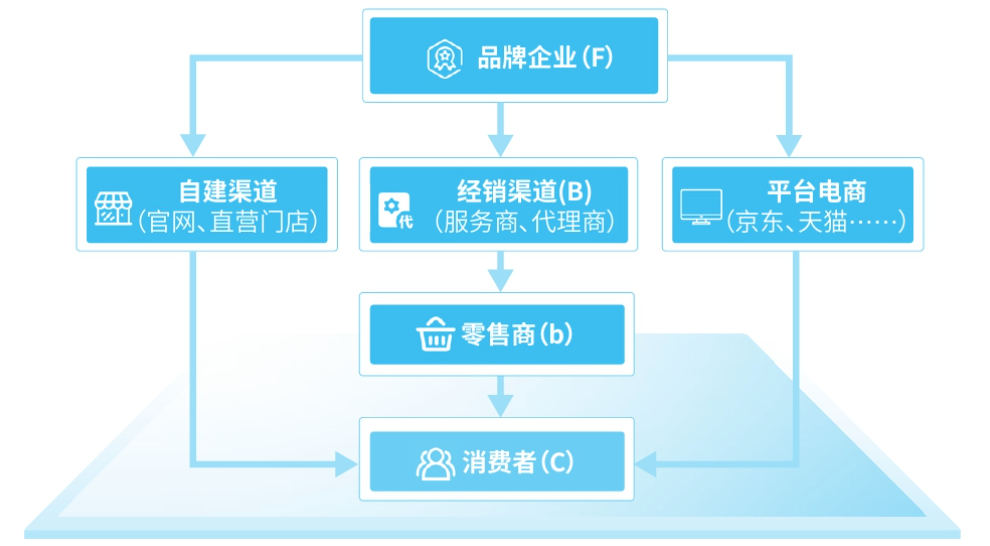 品牌企业(F)
自建渠道
(官网、直营门店)
代
经销渠道(B)
(服务商、代理商)
平台电商
(京东、天猫……)
零售商(b)
消费者(C)